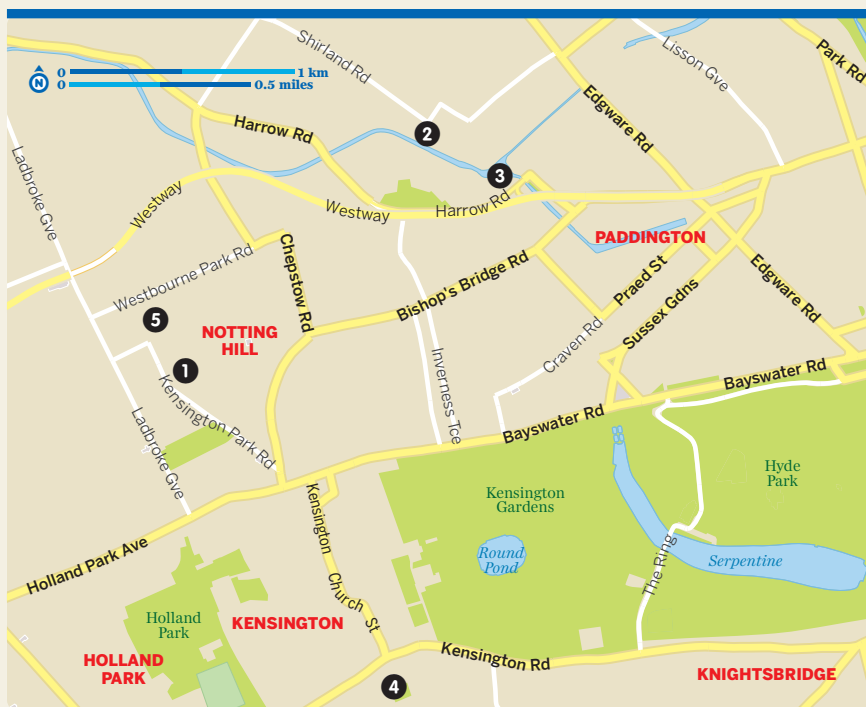 Shirland Rd
Lisson Gve
Park Rd
0 1 km
N
0 0.5 miles
Edgware Rd
Harrow Rd
2
3
Ladbroke Gve
Westway
Westway
Harrow Rd
PADDINGTON
Westbourne Park Rd
Chepstow Rd
Bishop's Bridge Rd
Praed St
Edgware Rd
5
NOTTING
HILL
Sussex Gdns
Craven Rd
Inverness Tce
1
Kensington Park Rd
Bayswater Rd
Bayswater Rd
Ladbroke Gve
Hyde
Park
Kensington
Gardens
Kensington Church St
Holland Park Ave
Round
Pond
The Ring
Serpentine
Holland
Park
KENSINGTON
HOLLAND
PARK
Kensington Rd
KNIGHTSBRIDGE
4